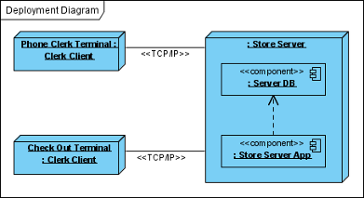 Deployment Diagram
Phone Clerk Terminal :
Clerk Client
<<TCP/IP>>
: Store Server
<<component>>
: Server DB
Check Out Terminal
: Clerk Client
<<TCP/IP>>
<<component>>
: Store Server App